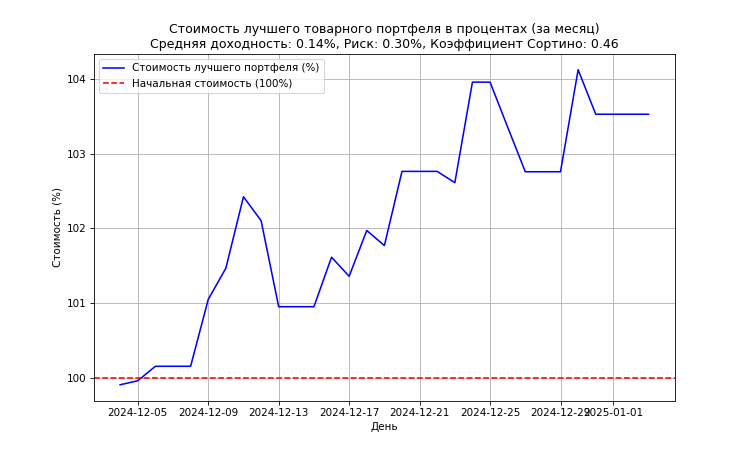 Стоимость лучшего товарного портфеля в процентах (за месяц)
Средняя доходность: 0.14%, Риск: 0.30%, Коэффициент Сортино: 0.46
Стоимость лучшего портфеля (%)
Начальная стоимость (100%)
Стоимость (%)
104
103
102
101
100
2024-12-05
2024-12-09
2024-12-13
2024-12-17
2024-12-21
2024-12-25
2024-12-29
2025-01-01
День